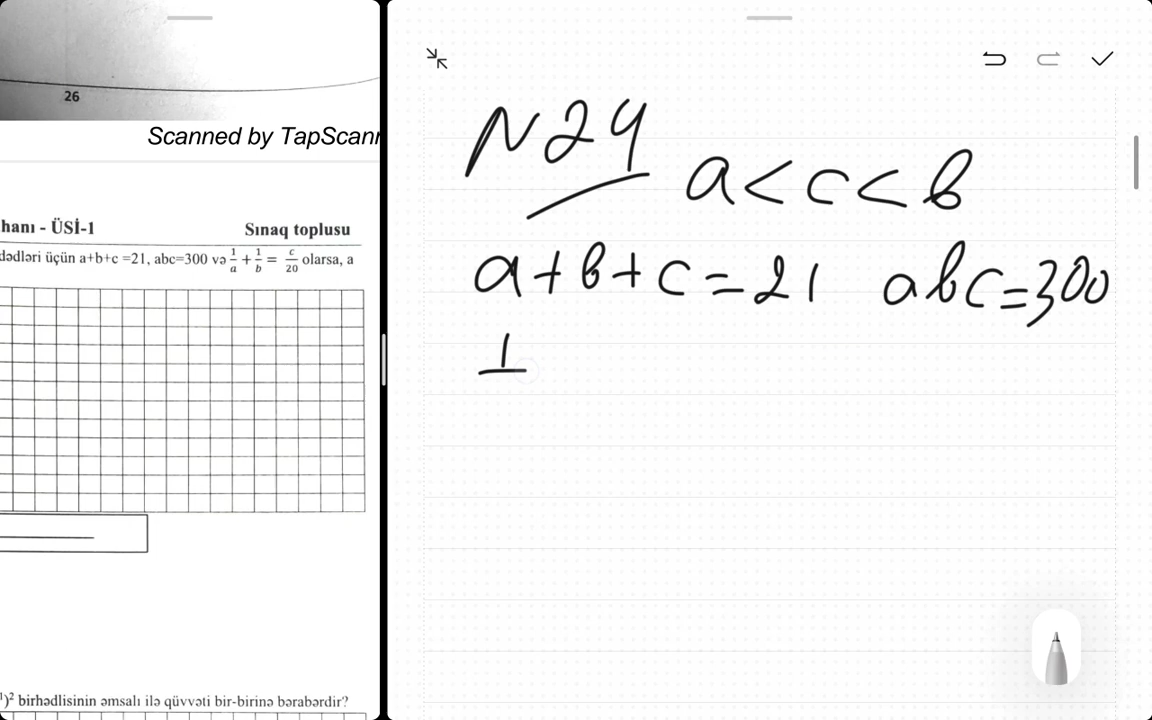 26
Scanned by TapScan
hanı - ÜSİ-1 Sınaq toplusu
dədləri üçün a+b+c =21, abc=300 və 1/a + 1/b = c/20 olarsa, a
)² birhədlisinin əmsalı ilə qüvvəti bir-birinə bərabərdir?
N24 a<c<b
a+b+c=21 abc=300
1